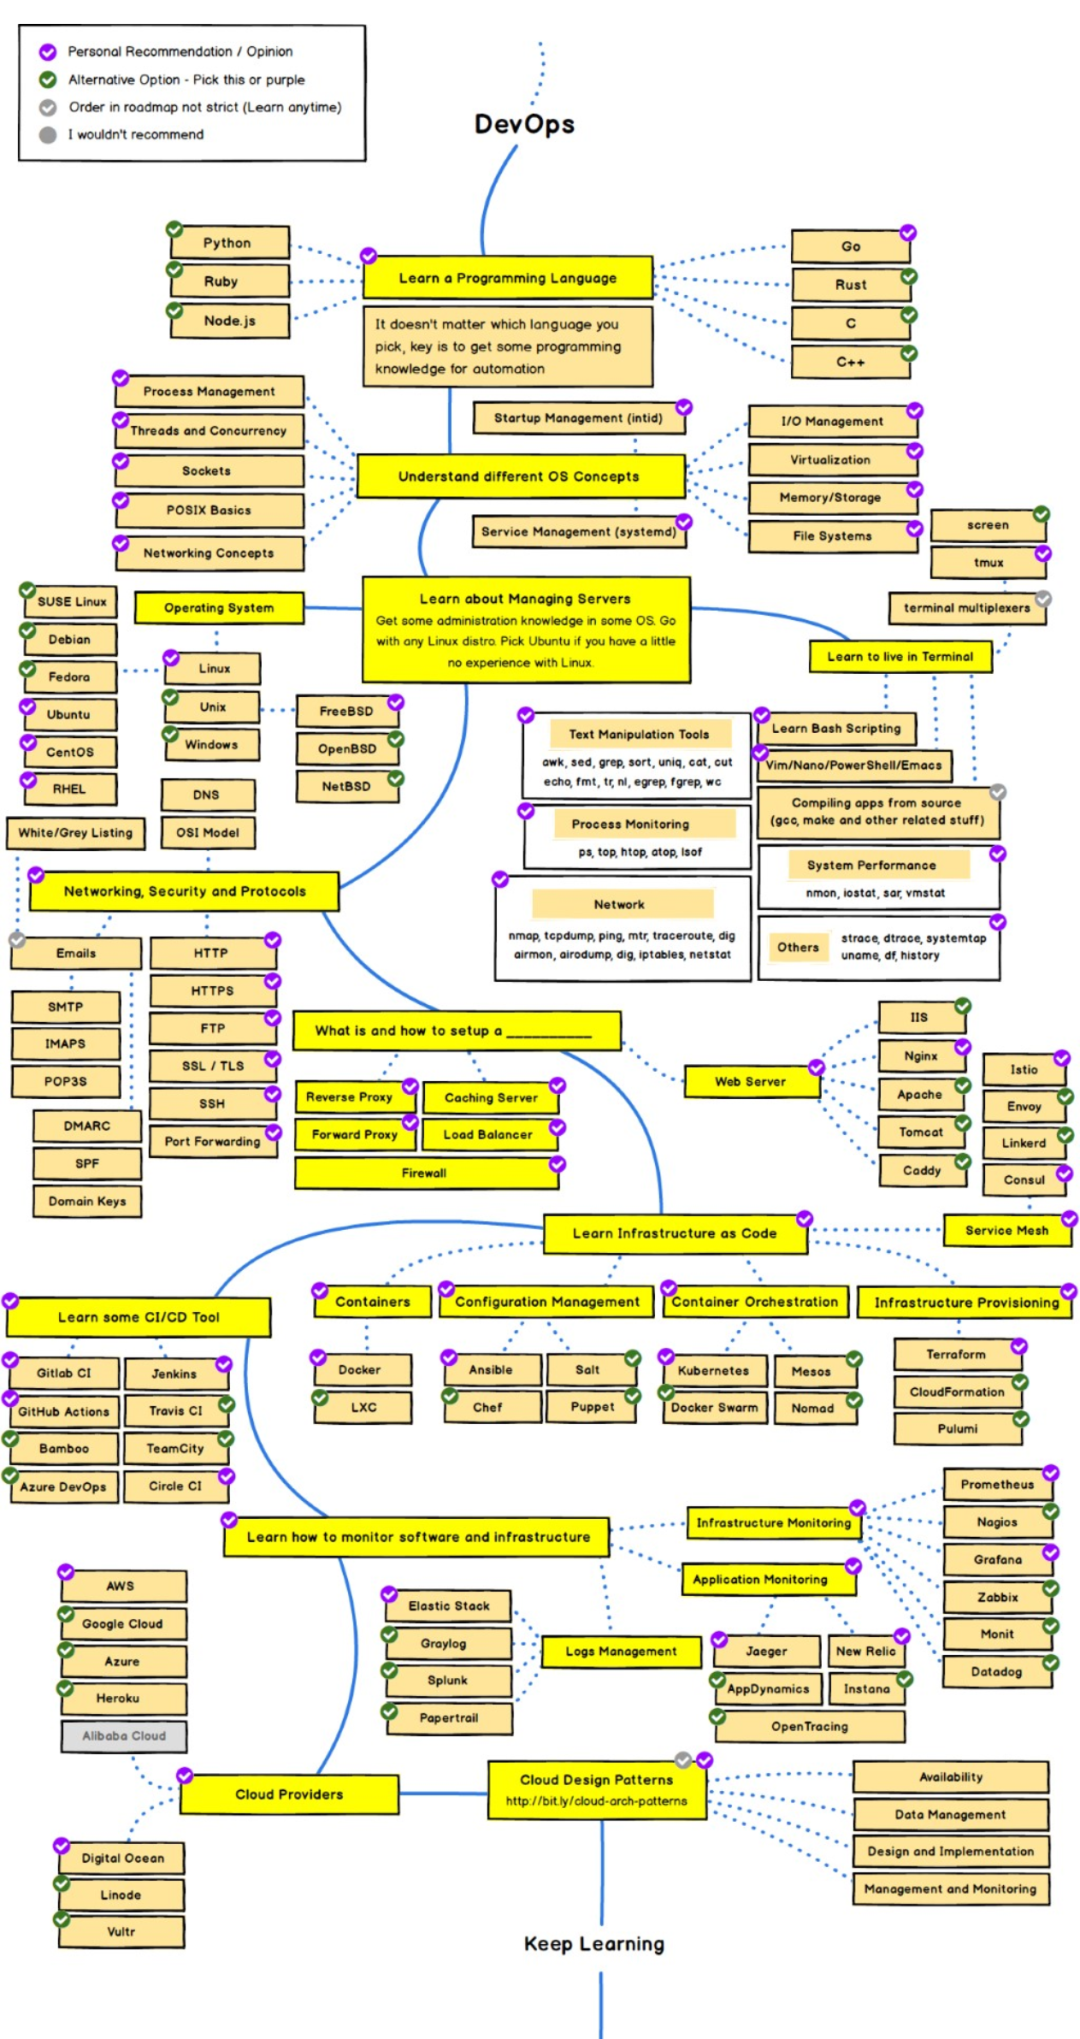 Personal Recommendation / Opinion
Alternative Option - Pick this or purple
Order in roadmap not strict (Learn anytime)
I wouldn't recommend
DevOps
Python
Ruby
Node.js
Learn a Programming Language
It doesn't matter which language you
pick, key is to get some programming
knowledge for automation
Go
Rust
C
C++
Process Management
Threads and Concurrency
Sockets
POSIX Basics
Networking Concepts
Startup Management (intid)
Understand different OS Concepts
Service Management (systemd)
I/O Management
Virtualization
Memory/Storage
File Systems
screen
tmux
terminal multiplexers
Learn to live in Terminal
SUSE Linux
Debian
Fedora
Ubuntu
CentOS
RHEL
Operating System
Linux
Unix
Windows
FreeBSD
OpenBSD
NetBSD
Learn about Managing Servers
Get some administration knowledge in some OS. Go
with any Linux distro. Pick Ubuntu if you have a little
no experience with Linux.
Text Manipulation Tools
awk, sed, grep, sort, uniq, cat, cut
echo, fmt, tr, nl, egrep, fgrep, wc
Process Monitoring
ps, top, htop, atop, lsof
Network
nmap, tcpdump, ping, mtr, traceroute, dig
airmon, airodump, dig, iptables, netstat
Learn Bash Scripting
Vim/Nano/PowerShell/Emacs
Compiling apps from source
(gcc, make and other related stuff)
System Performance
nmon, iostat, sar, vmstat
Others
strace, dtrace, systemtap
uname, df, history
DNS
OSI Model
White/Grey Listing
Networking, Security and Protocols
Emails
SMTP
IMAPS
POP3S
DMARC
SPF
Domain Keys
HTTP
HTTPS
FTP
SSL / TLS
SSH
Port Forwarding
What is and how to setup a __________
Reverse Proxy
Caching Server
Forward Proxy
Load Balancer
Firewall
Web Server
IIS
Nginx
Apache
Tomcat
Caddy
Istio
Envoy
Linkerd
Consul
Service Mesh
Learn Infrastructure as Code
Containers
Docker
LXC
Configuration Management
Ansible
Salt
Chef
Puppet
Container Orchestration
Kubernetes
Mesos
Docker Swarm
Nomad
Infrastructure Provisioning
Terraform
CloudFormation
Pulumi
Learn some CI/CD Tool
Gitlab CI
Jenkins
GitHub Actions
Travis CI
Bamboo
TeamCity
Azure DevOps
Circle CI
Learn how to monitor software and infrastructure
Infrastructure Monitoring
Prometheus
Nagios
Grafana
Zabbix
Monit
Datadog
Application Monitoring
Jaeger
New Relic
AppDynamics
Instana
OpenTracing
Logs Management
Elastic Stack
Graylog
Splunk
Papertrail
AWS
Google Cloud
Azure
Heroku
Alibaba Cloud
Cloud Providers
Digital Ocean
Linode
Vultr
Cloud Design Patterns
http://bit.ly/cloud-arch-patterns
Availability
Data Management
Design and Implementation
Management and Monitoring
Keep Learning